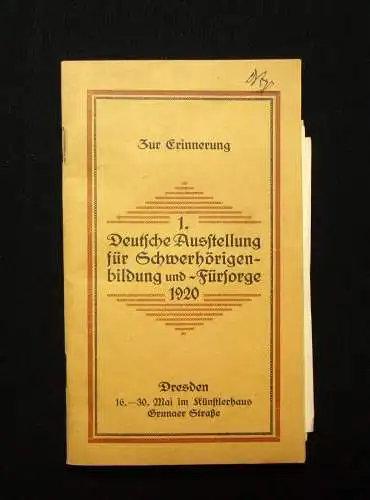 Zur Erinnerung
1.
Deutsche Ausstellung
für Schwerhörigen-
bildung und -Fürsorge
1920
Dresden
16.—30. Mai im Künstlerhaus
Grunaer Straße